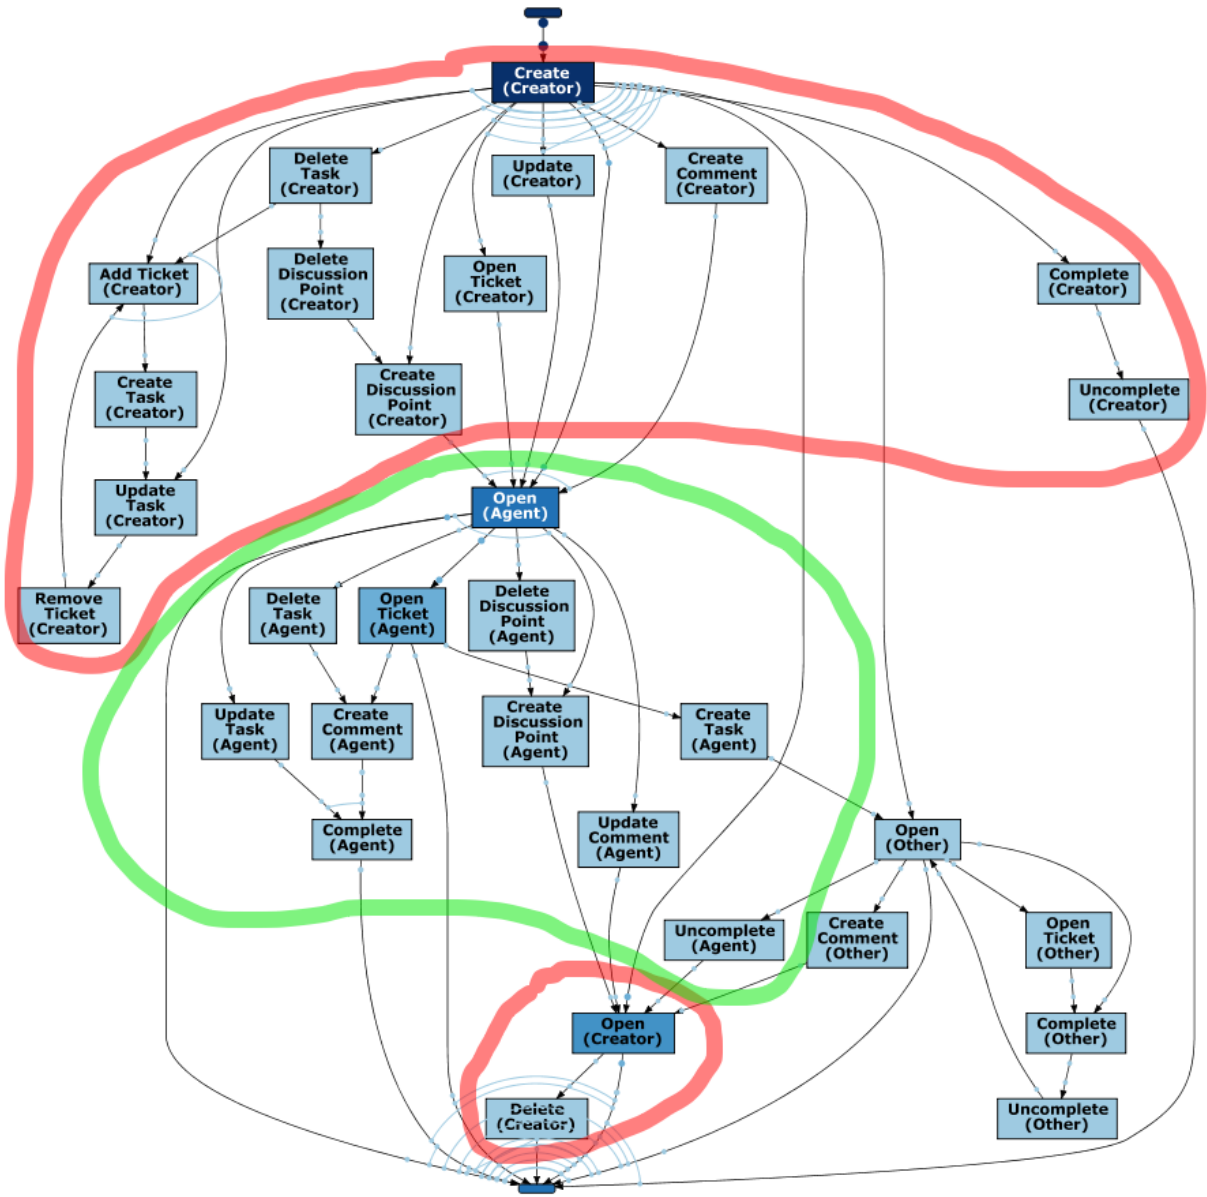 Create
(Creator)
Delete
Task
(Creator)
Update
(Creator)
Create
Comment
(Creator)
Add Ticket
(Creator)
Delete
Discussion
Point
(Creator)
Open
Ticket
(Creator)
Complete
(Creator)
Create
Task
(Creator)
Create
Discussion
Point
(Creator)
Uncomplete
(Creator)
Update
Task
(Creator)
Open
(Agent)
Remove
Ticket
(Creator)
Delete
Task
(Agent)
Open
Ticket
(Agent)
Delete
Discussion
Point
(Agent)
Update
Task
(Agent)
Create
Comment
(Agent)
Create
Discussion
Point
(Agent)
Create
Task
(Agent)
Complete
(Agent)
Update
Comment
(Agent)
Open
(Other)
Uncomplete
(Agent)
Create
Comment
(Other)
Open
Ticket
(Other)
Open
(Creator)
Complete
(Other)
Delete
(Creator)
Uncomplete
(Other)